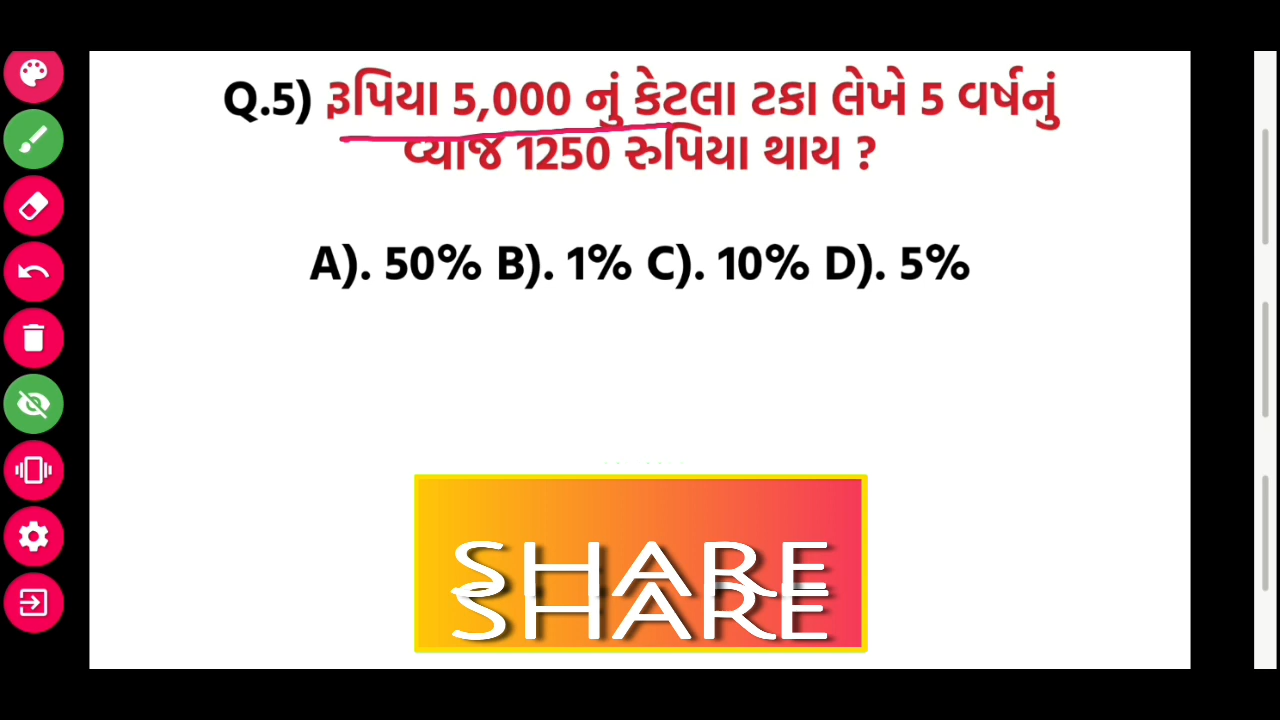 Q.5) રૂપિયા 5,000 નું કેટલા ટકા લેખે 5 વર્ષનું
વ્યાજ 1250 રુપિયા થાય ?
A). 50% B). 1% C). 10% D). 5%
SHARE
SHARE